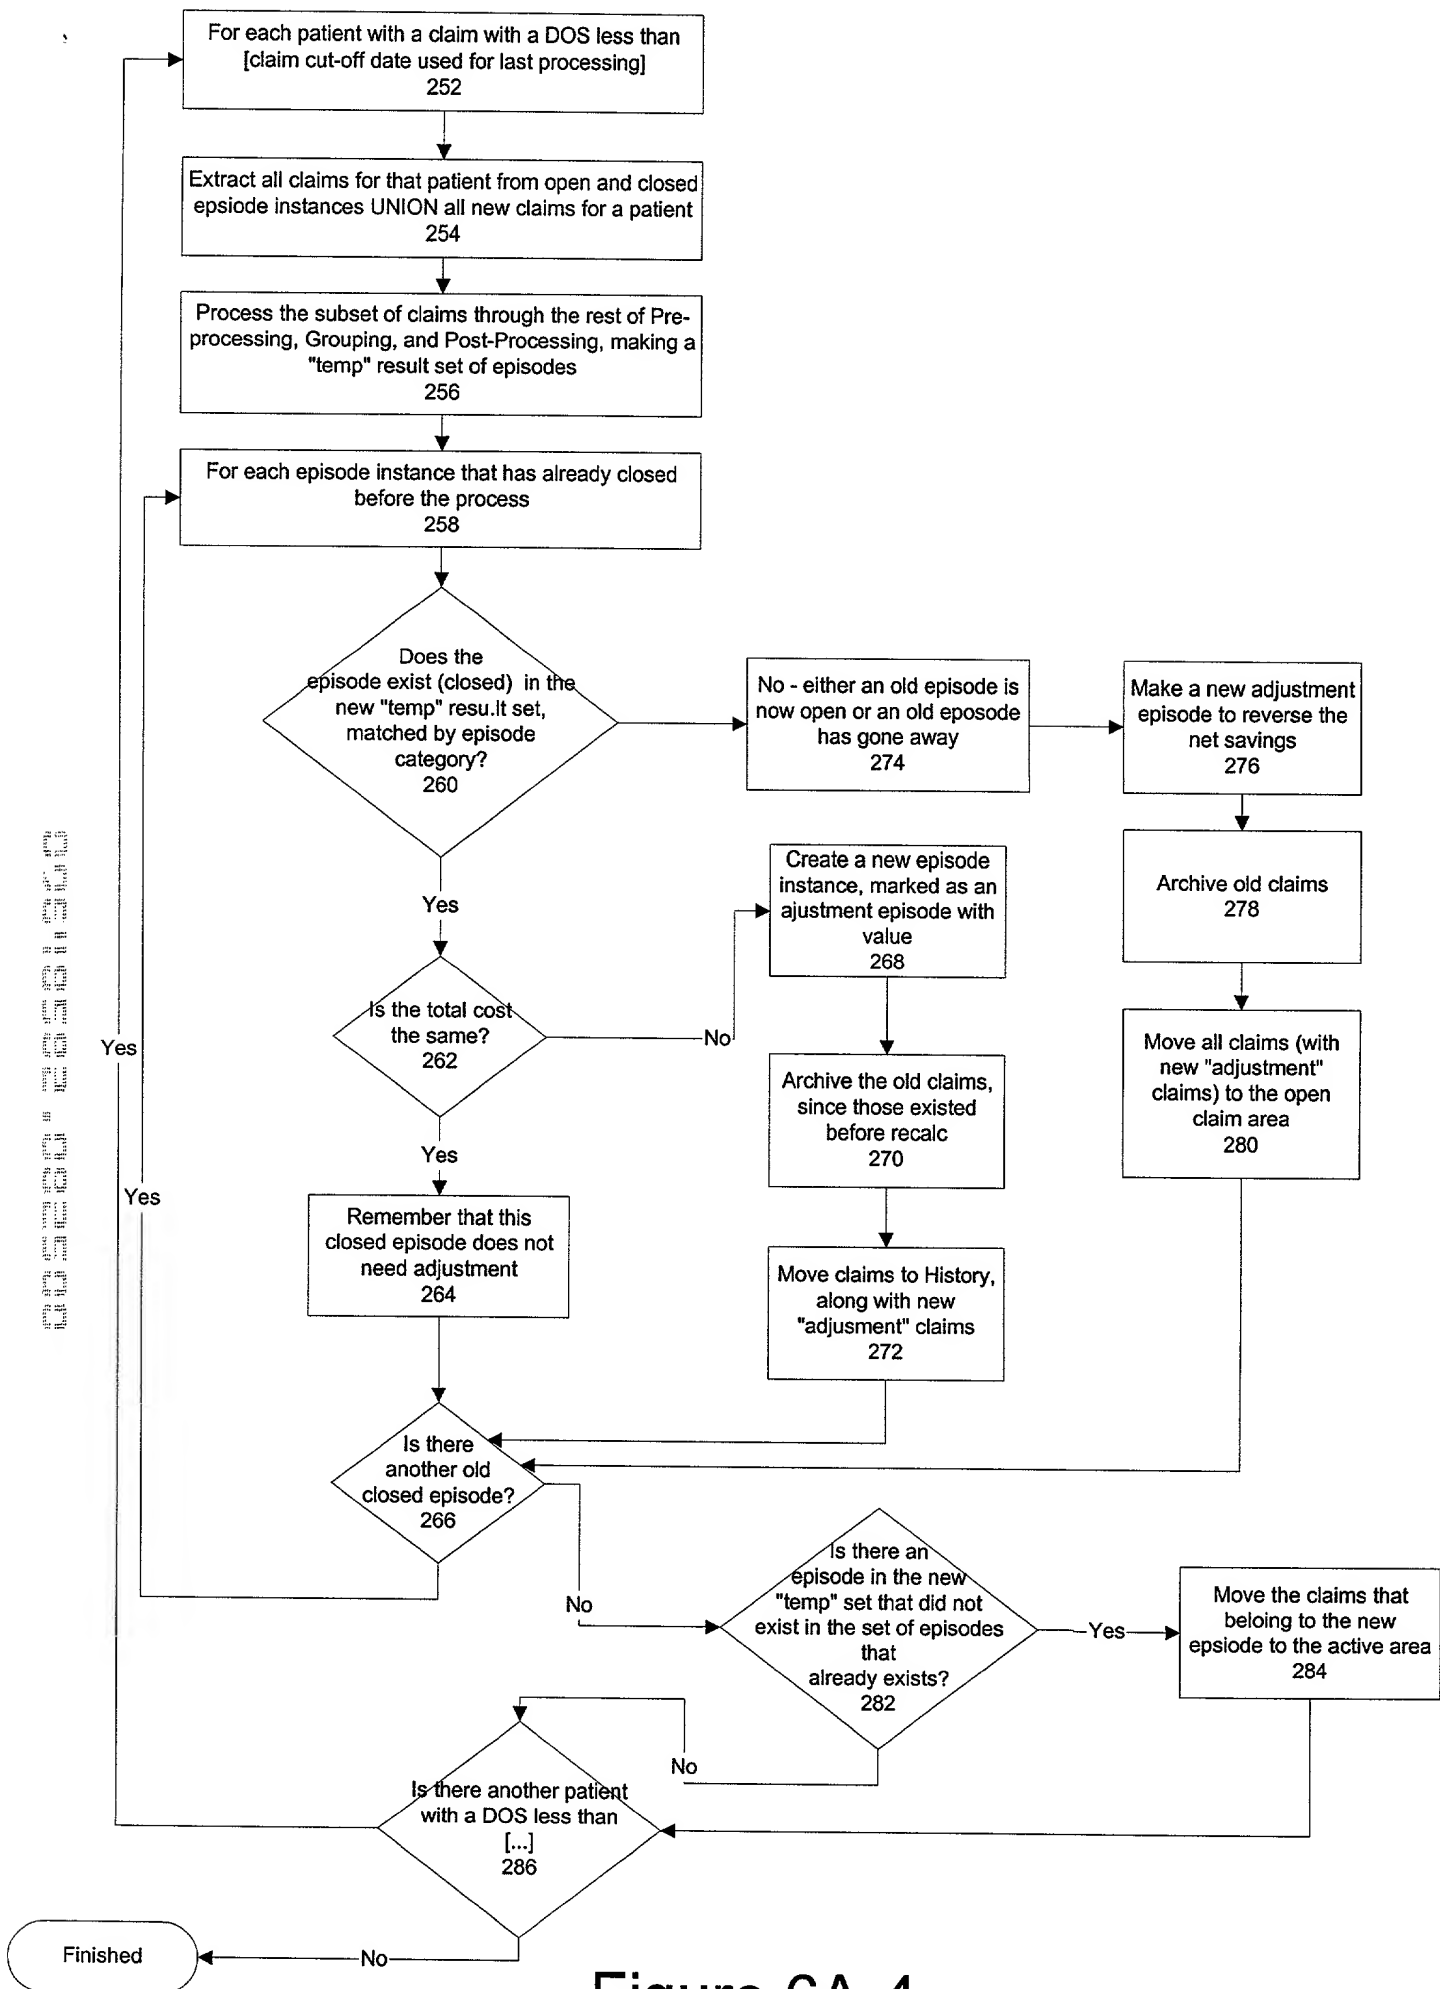 For each patient with a claim with a DOS less than
[claim cut-off date used for last processing]
252
Extract all claims for that patient from open and closed
epsiode instances UNION all new claims for a patient
254
Process the subset of claims through the rest of Pre-
processing, Grouping, and Post-Processing, making a
"temp" result set of episodes
256
For each episode instance that has already closed
before the process
258
Does the
episode exist (closed) in the
new "temp" resu.lt set,
matched by episode
category?
260
No - either an old episode is
now open or an old eposode
has gone away
274
Make a new adjustment
episode to reverse the
net savings
276
Yes
Create a new episode
instance, marked as an
ajustment episode with
value
268
Archive old claims
278
Is the total cost
the same?
262
No
Yes
Archive the old claims,
since those existed
before recalc
270
Move all claims (with
new "adjustment"
claims) to the open
claim area
280
Yes
Yes
Remember that this
closed episode does not
need adjustment
264
Move claims to History,
along with new
"adjusment" claims
272
Is there
another old
closed episode?
266
No
Is there an
episode in the new
"temp" set that did not
exist in the set of episodes
that
already exists?
282
Yes
Move the claims that
beloing to the new
epsiode to the active area
284
No
Is there another patient
with a DOS less than
[...]
286
No
Finished
Figure 6A-4